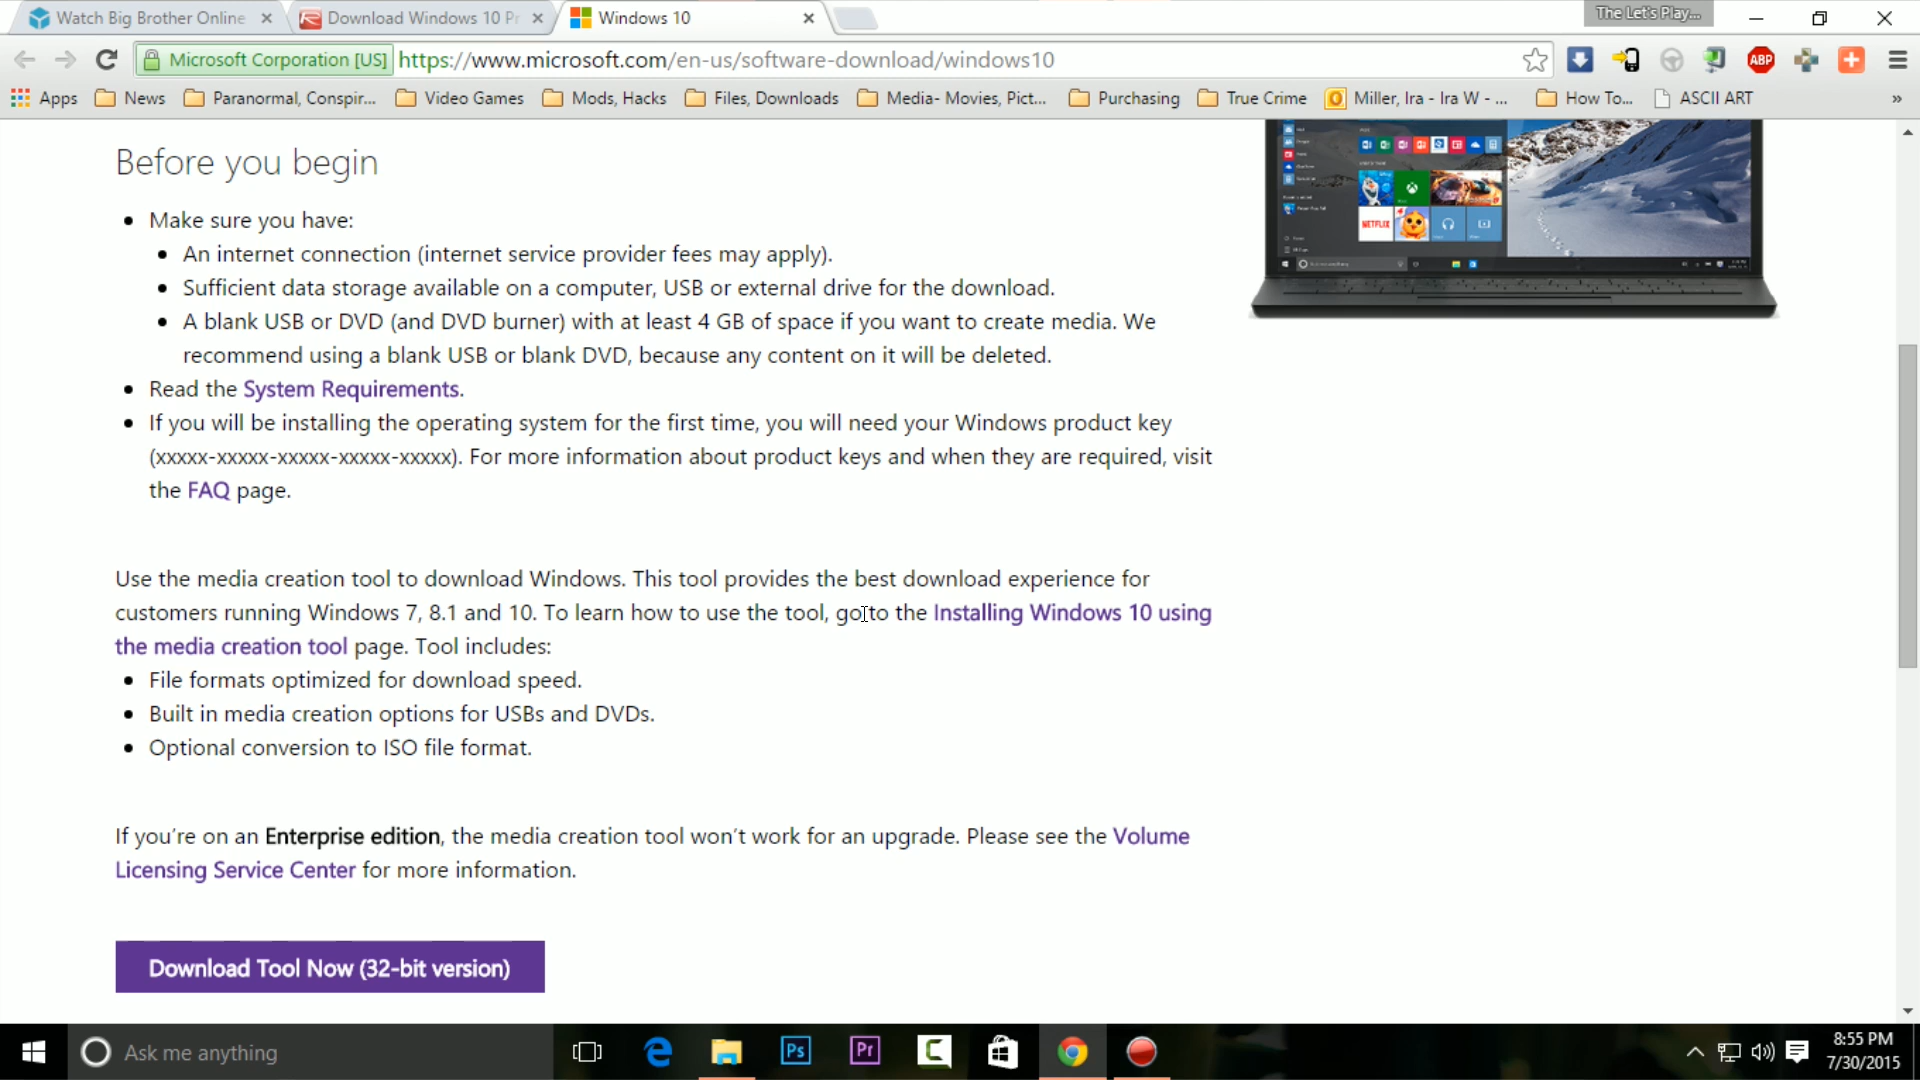 Watch Big Brother Online
Download Windows 10 Pr
Windows 10
The Let's Play...
Microsoft Corporation [US] https://www.microsoft.com/en-us/software-download/windows10
ABP
Apps News Paranormal, Conspir... Video Games Mods, Hacks Files, Downloads Media- Movies, Pict... Purchasing True Crime Miller, Ira - Ira W - ... How To... ASCII ART »
Before you begin
Make sure you have:
An internet connection (internet service provider fees may apply).
Sufficient data storage available on a computer, USB or external drive for the download.
A blank USB or DVD (and DVD burner) with at least 4 GB of space if you want to create media. We
recommend using a blank USB or blank DVD, because any content on it will be deleted.
Read the System Requirements.
If you will be installing the operating system for the first time, you will need your Windows product key
(xxxxx-xxxxx-xxxxx-xxxxx-xxxxx). For more information about product keys and when they are required, visit
the FAQ page.
NETFLIX
Use the media creation tool to download Windows. This tool provides the best download experience for
customers running Windows 7, 8.1 and 10. To learn how to use the tool, go to the Installing Windows 10 using
the media creation tool page. Tool includes:
File formats optimized for download speed.
Built in media creation options for USBs and DVDs.
Optional conversion to ISO file format.
If you're on an Enterprise edition, the media creation tool won't work for an upgrade. Please see the Volume
Licensing Service Center for more information.
Download Tool Now (32-bit version)
Ask me anything
Ps
Pr
8:55 PM
7/30/2015